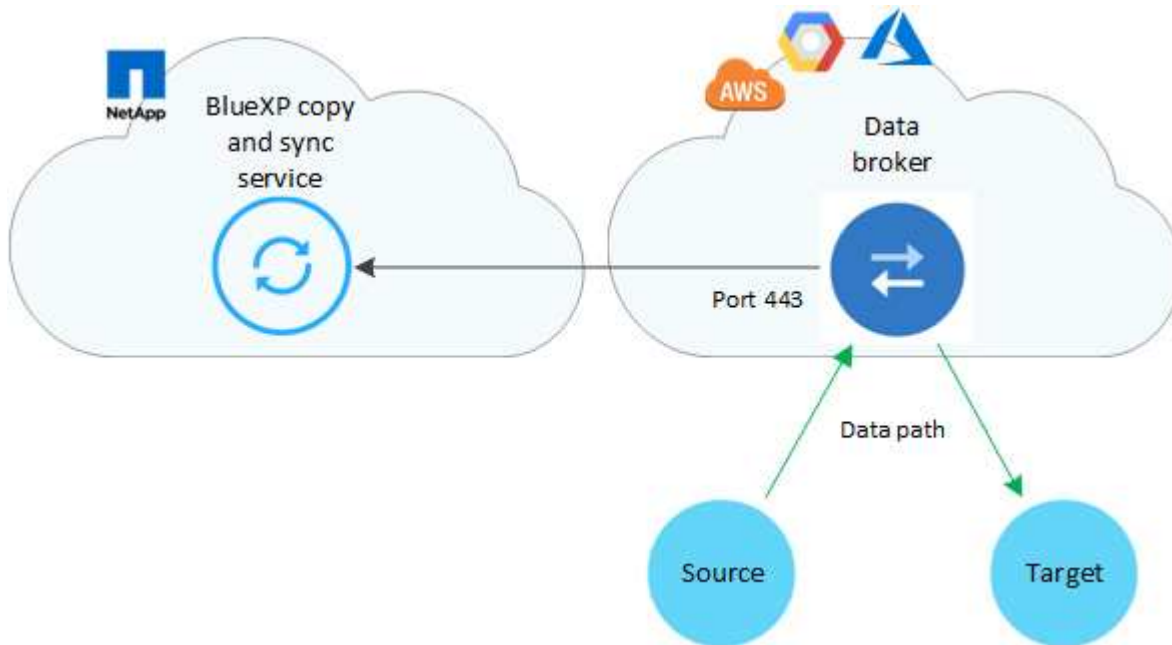 NetApp
BlueXP copy
and sync
service
AWS
Data
broker
Port 443
Data path
Source
Target